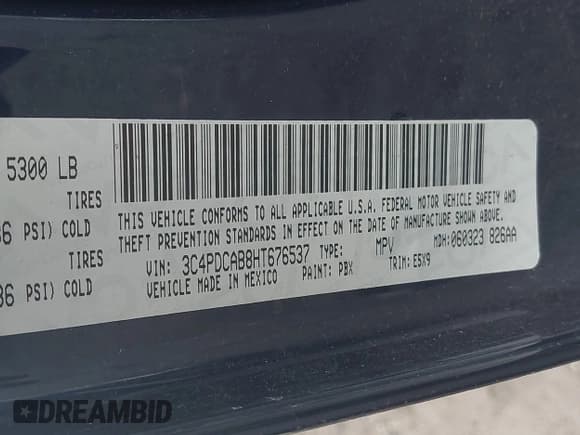 5300 LB
TIRES
36 PSI) COLD
36 PSI) COLD
THIS VEHICLE CONFORMS TO ALL APPLICABLE U.S.A. FEDERAL MOTOR VEHICLE SAFETY AND
THEFT PREVENTION STANDARDS IN EFFECT ON THE DATE OF MANUFACTURE SHOWN ABOVE.
VIN: 3C4PDCAB8HT676537 TYPE: MPV MDH:060323 826AA
VEHICLE MADE IN MEXICO PAINT: PBX TRIM: E5X9
DREAMBID